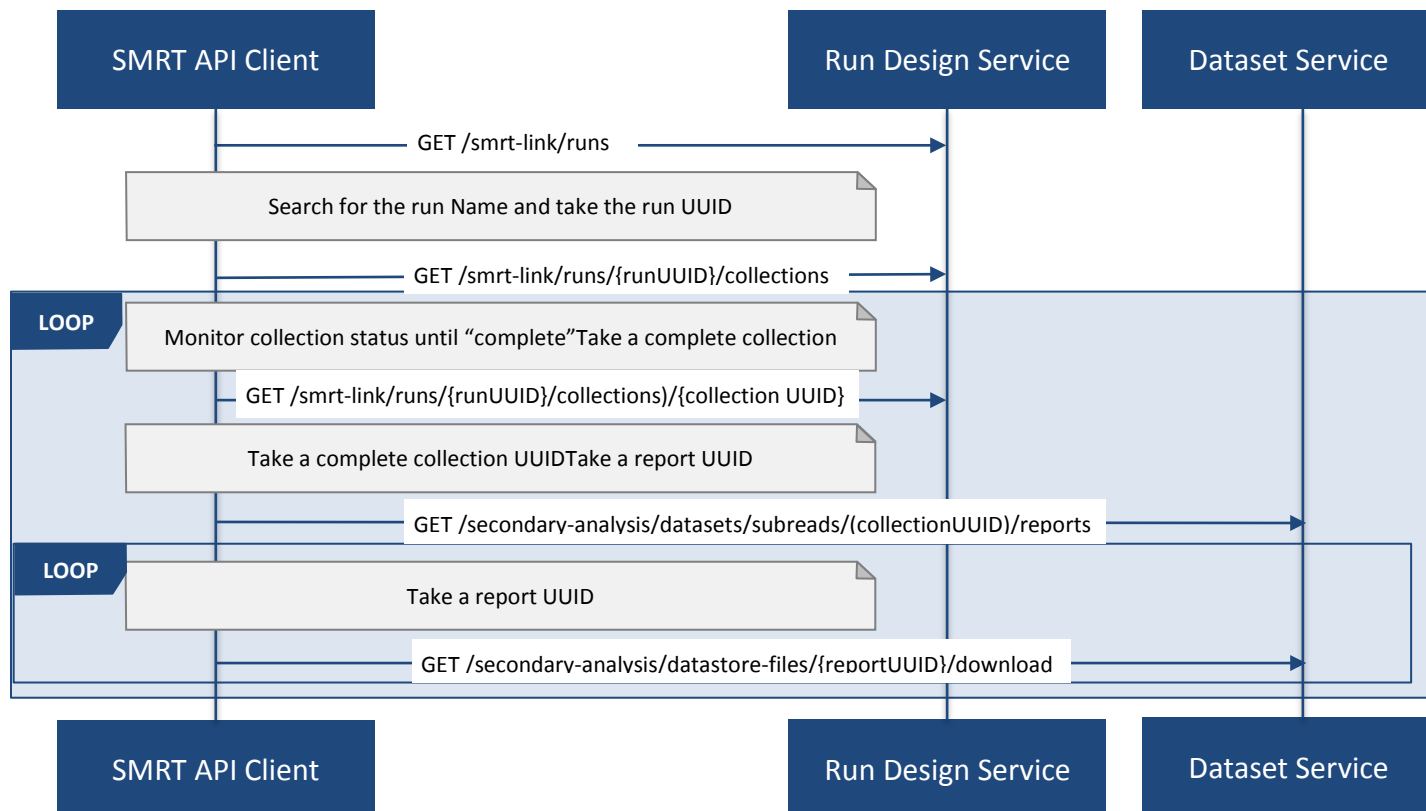 SMRT API Client
Run Design Service
Dataset Service
GET /smrt-link/runs
Search for the run Name and take the run UUID
GET /smrt-link/runs/{runUUID}/collections
LOOP
Monitor collection status until “complete”Take a complete collection
GET /smrt-link/runs/{runUUID}/collections)/{collection UUID}
Take a complete collection UUIDTake a report UUID
GET /secondary-analysis/datasets/subreads/(collectionUUID)/reports
LOOP
Take a report UUID
GET /secondary-analysis/datastore-files/{reportUUID}/download
SMRT API Client
Run Design Service
Dataset Service